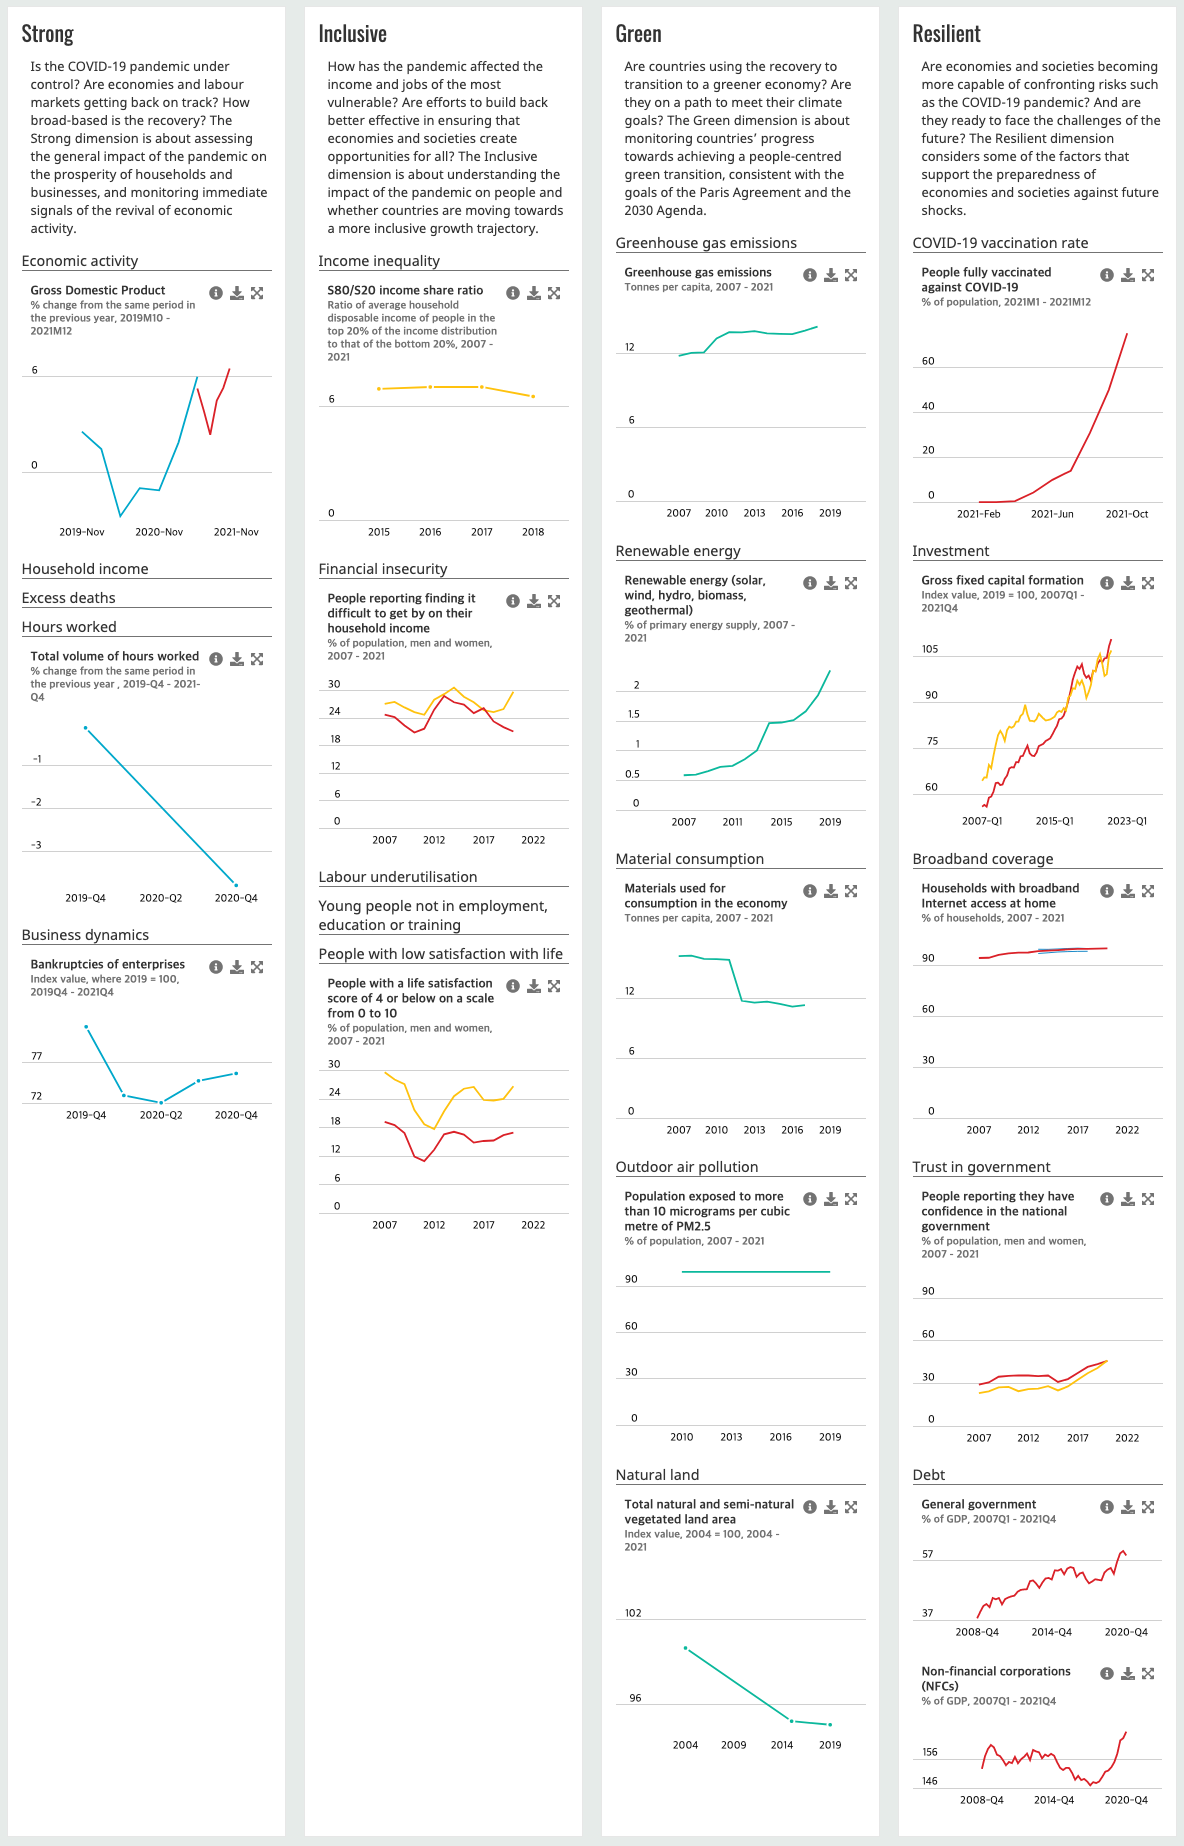 Strong
Is the COVID-19 pandemic under
control? Are economies and labour
markets getting back on track? How
broad-based is the recovery? The
Strong dimension is about assessing
the general impact of the pandemic on
the prosperity of households and
businesses, and monitoring immediate
signals of the revival of economic
activity.
Economic activity
Gross Domestic Product
% change from the same period in
the previous year, 2019M10 -
2021M12
6
0
2019-Nov 2020-Nov 2021-Nov
Household income
Excess deaths
Hours worked
Total volume of hours worked
% change from the same period in
the previous year , 2019-Q4 - 2021-
Q4
-1
-2
-3
2019-Q4 2020-Q2 2020-Q4
Business dynamics
Bankruptcies of enterprises
Index value, where 2019 = 100,
2019Q4 - 2021Q4
77
72
2019-Q4 2020-Q2 2020-Q4
Inclusive
How has the pandemic affected the
income and jobs of the most
vulnerable? Are efforts to build back
better effective in ensuring that
economies and societies create
opportunities for all? The Inclusive
dimension is about understanding the
impact of the pandemic on people and
whether countries are moving towards
a more inclusive growth trajectory.
Income inequality
S80/S20 income share ratio
Ratio of average household
disposable income of people in the
top 20% of the income distribution
to that of the bottom 20%, 2007 -
2021
6
0
2015 2016 2017 2018
Financial insecurity
People reporting finding it
difficult to get by on their
household income
% of population, men and women,
2007 - 2021
30
24
18
12
6
0
2007 2012 2017 2022
Labour underutilisation
Young people not in employment,
education or training
People with low satisfaction with life
People with a life satisfaction
score of 4 or below on a scale
from 0 to 10
% of population, men and women,
2007 - 2021
30
24
18
12
6
0
2007 2012 2017 2022
Green
Are countries using the recovery to
transition to a greener economy? Are
they on a path to meet their climate
goals? The Green dimension is about
monitoring countries' progress
towards achieving a people-centred
green transition, consistent with the
goals of the Paris Agreement and the
2030 Agenda.
Greenhouse gas emissions
Greenhouse gas emissions
Tonnes per capita, 2007 - 2021
12
6
0
2007 2010 2013 2016 2019
Renewable energy
Renewable energy (solar,
wind, hydro, biomass,
geothermal)
% of primary energy supply, 2007 -
2021
2
1.5
1
0.5
0
2007 2011 2015 2019
Material consumption
Materials used for
consumption in the economy
Tonnes per capita, 2007 - 2021
12
6
0
2007 2010 2013 2016 2019
Outdoor air pollution
Population exposed to more
than 10 micrograms per cubic
metre of PM2.5
% of population, 2007 - 2021
90
60
30
0
2010 2013 2016 2019
Natural land
Total natural and semi-natural
vegetated land area
Index value, 2004 = 100, 2004 -
2021
102
96
2004 2009 2014 2019
Resilient
Are economies and societies becoming
more capable of confronting risks such
as the COVID-19 pandemic? And are
they ready to face the challenges of the
future? The Resilient dimension
considers some of the factors that
support the preparedness of
economies and societies against future
shocks.
COVID-19 vaccination rate
People fully vaccinated
against COVID-19
% of population, 2021M1 - 2021M12
60
40
20
0
2021-Feb 2021-Jun 2021-Oct
Investment
Gross fixed capital formation
Index value, 2019 = 100, 2007Q1 -
2021Q4
105
90
75
60
2007-Q1 2015-Q1 2023-Q1
Broadband coverage
Households with broadband
Internet access at home
% of households, 2007 - 2021
90
60
30
0
2007 2012 2017 2022
Trust in government
People reporting they have
confidence in the national
government
% of population, men and women,
2007 - 2021
90
60
30
0
2007 2012 2017 2022
Debt
General government
% of GDP, 2007Q1 - 2021Q4
57
37
2008-Q4 2014-Q4 2020-Q4
Non-financial corporations
(NFCs)
% of GDP, 2007Q1 - 2021Q4
156
146
2008-Q4 2014-Q4 2020-Q4